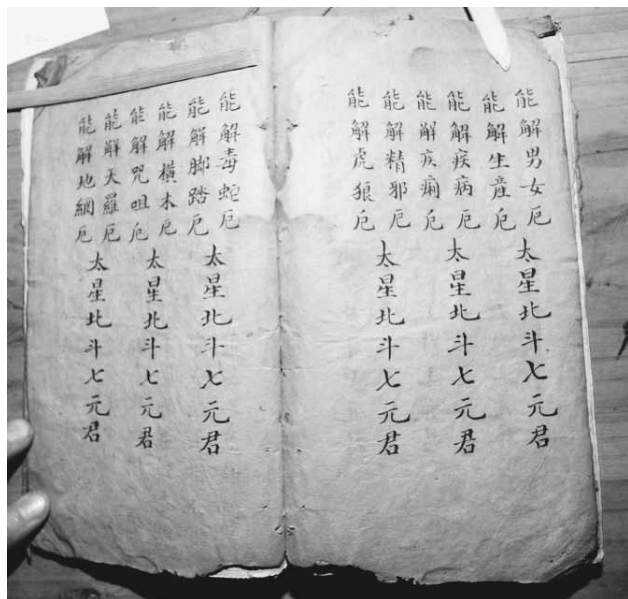 能解男女厄
能解生産厄
太星北斗七元君
能解疾病厄
能解疾痢厄
太星北斗七元君
能解精邪厄
能解虎狼厄
太星北斗七元君
能解毒蛇厄
能解脚踏厄
太星北斗七元君
能解橫木厄
能解咒咀厄
太星北斗七元君
能解天羅厄
能解地網厄
太星北斗七元君